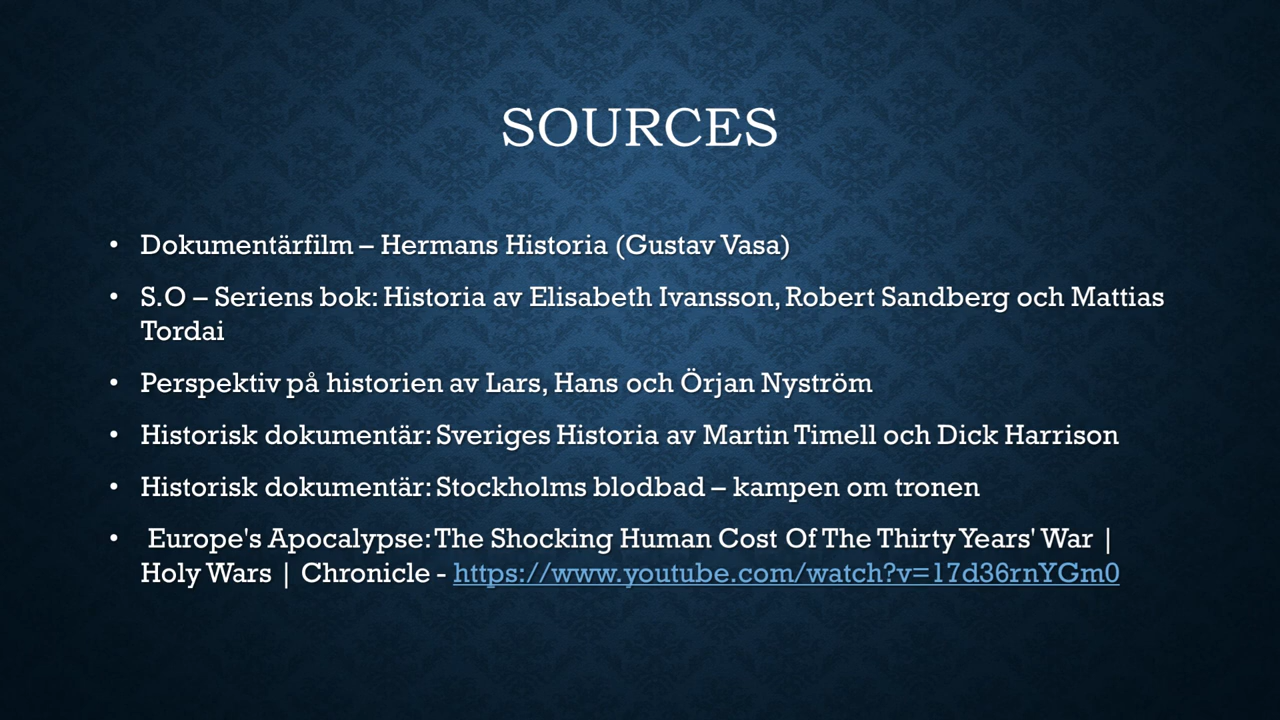 SOURCES
• Dokumentärfilm – Hermans Historia (Gustav Vasa)
• S.O – Seriens bok: Historia av Elisabeth Ivansson, Robert Sandberg och Mattias
Tordai
• Perspektiv på historien av Lars, Hans och Örjan Nyström
• Historisk dokumentär: Sveriges Historia av Martin Timell och Dick Harrison
• Historisk dokumentär: Stockholms blodbad – kampen om tronen
• Europe's Apocalypse: The Shocking Human Cost Of The Thirty Years' War |
Holy Wars | Chronicle - https://www.youtube.com/watch?v=17d36rnYGm0